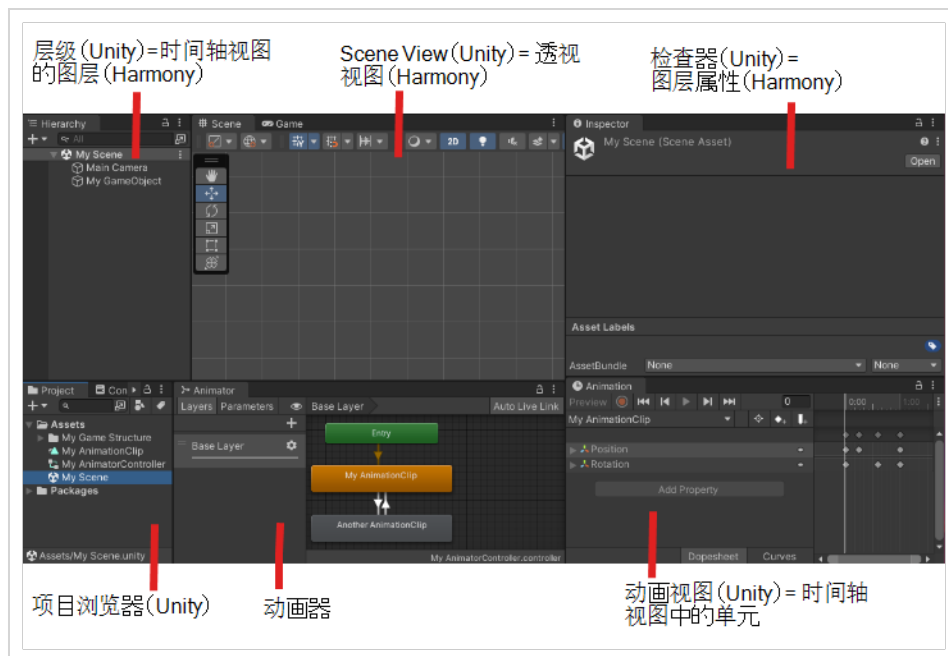 层级(Unity)=时间轴视图
的图层(Harmony)
Scene View(Unity)= 透视
视图(Harmony)
检查器(Unity)=
图层属性(Harmony)
Hierarchy
Scene
Game
Inspector
All
2D
My Scene (Scene Asset)
Open
My Scene
Main Camera
My GameObject
Asset Labels
AssetBundle
None
None
Project
Con
Animator
Animation
Layers
Parameters
Base Layer
Auto Live Link
Preview
0
0:00
1:00
My AnimationClip
Assets
My Game Structure
My AnimationClip
My AnimatorController
My Scene
Packages
Base Layer
Entry
My AnimationClip
Another AnimationClip
Position
Rotation
Add Property
Assets/My Scene.unity
My AnimatorController.controller
Dopesheet
Curves
项目浏览器(Unity)
动画器
动画视图(Unity)= 时间轴
视图中的单元